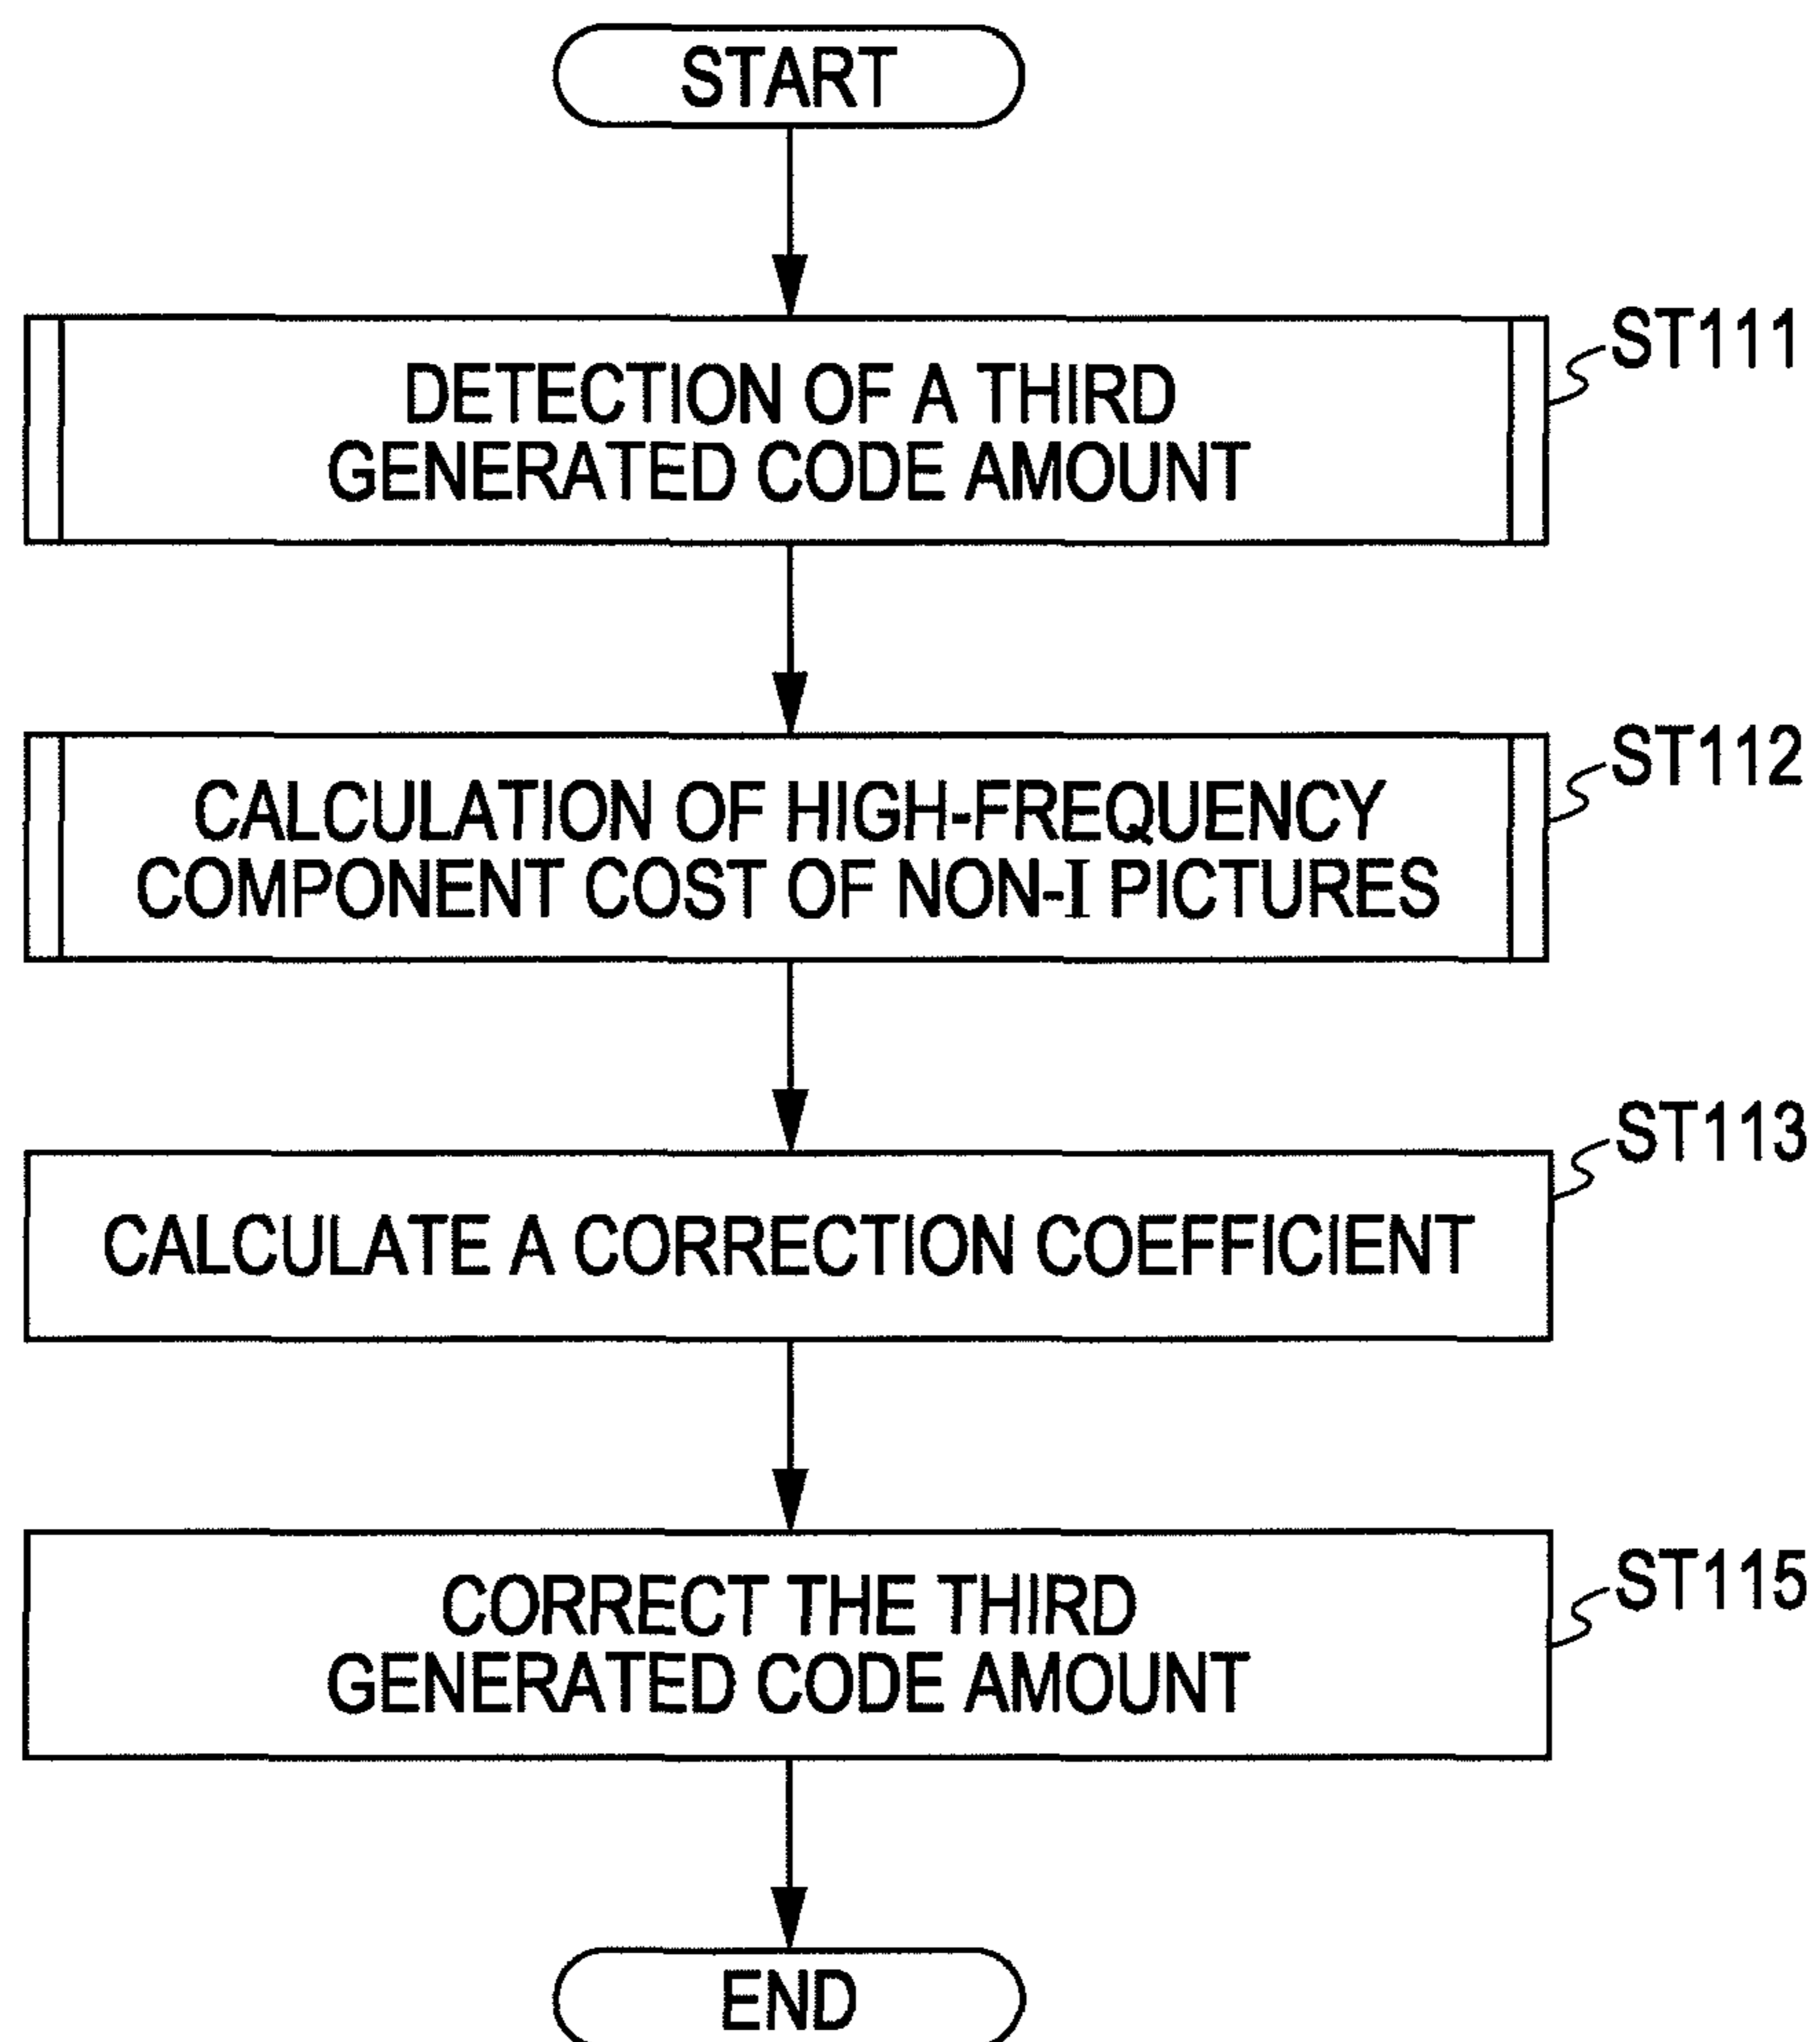 START
ST111
DETECTION OF A THIRD
GENERATED CODE AMOUNT
ST112
CALCULATION OF HIGH-FREQUENCY
COMPONENT COST OF NON-I PICTURES
ST113
CALCULATE A CORRECTION COEFFICIENT
ST115
CORRECT THE THIRD
GENERATED CODE AMOUNT
END